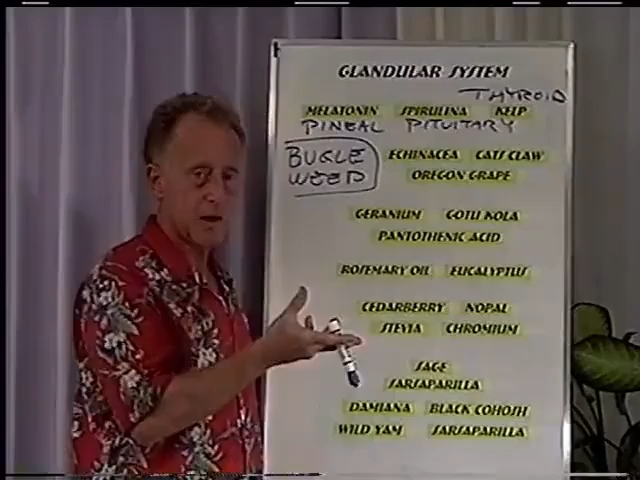 GLANDULAR SYSTEM
THYROID
MELATONIN SPIRULINA KELP
PINEAL PITUITARY
BUGLE WEED
ECHINACEA CATS CLAW
OREGON GRAPE
GERANIUM GOTU KOLA
PANTOTHENIC ACID
ROSEMARY OIL EUCALYPTUS
CEDARBERRY NOPAL
STEVIA CHROMIUM
SAGE
SARSAPARILLA
DAMIANA BLACK COHOSH
WILD YAM SARSAPARILLA